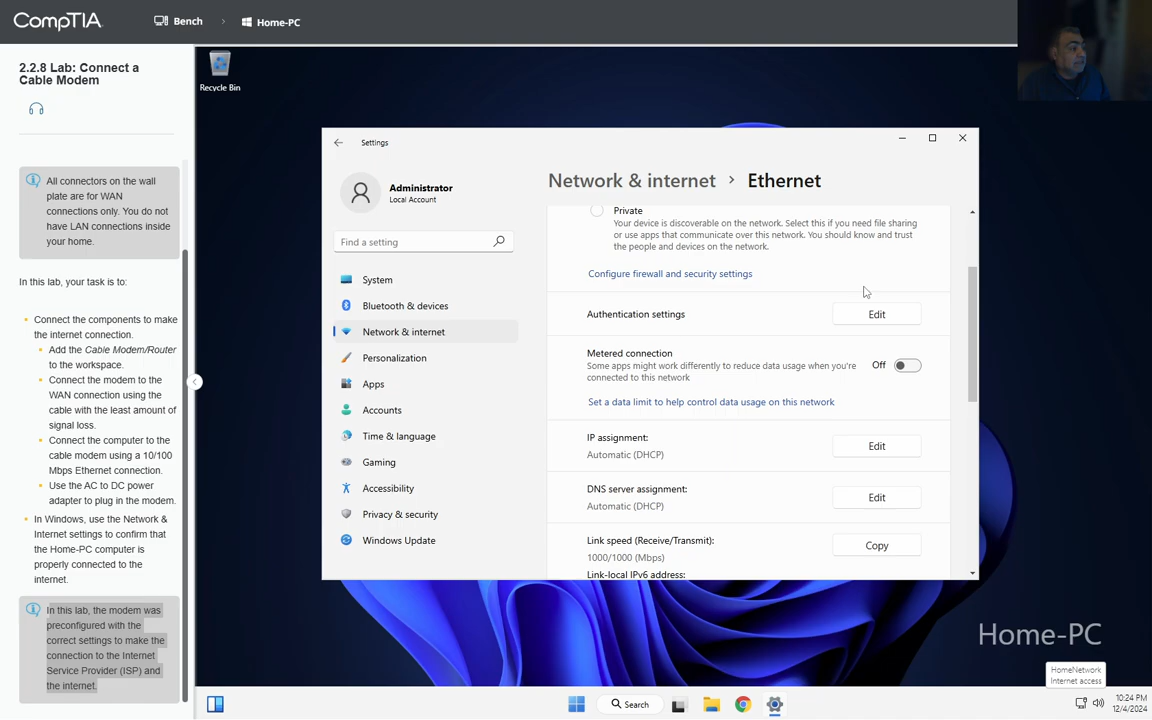 CompTIA.
Bench
Home-PC
2.2.8 Lab: Connect a
Cable Modem
All connectors on the wall
plate are for WAN
connections only. You do not
have LAN connections inside
your home.
In this lab, your task is to:
Connect the components to make
the internet connection.
Add the Cable Modem/Router
to the workspace.
Connect the modem to the
WAN connection using the
cable with the least amount of
signal loss.
Connect the computer to the
cable modem using a 10/100
Mbps Ethernet connection.
Use the AC to DC power
adapter to plug in the modem.
In Windows, use the Network &
Internet settings to confirm that
the Home-PC computer is
properly connected to the
internet.
In this lab, the modem was
preconfigured with the
correct settings to make the
connection to the Internet
Service Provider (ISP) and
the internet.
Recycle Bin
Settings
Administrator
Local Account
Find a setting
System
Bluetooth & devices
Network & internet
Personalization
Apps
Accounts
Time & language
Gaming
Accessibility
Privacy & security
Windows Update
Network & internet › Ethernet
Private
Your device is discoverable on the network. Select this if you need file sharing
or use apps that communicate over this network. You should know and trust
the people and devices on the network.
Configure firewall and security settings
Authentication settings
Edit
Metered connection
Some apps might work differently to reduce data usage when you're
connected to this network
Off
Set a data limit to help control data usage on this network
IP assignment:
Automatic (DHCP)
Edit
DNS server assignment:
Automatic (DHCP)
Edit
Link speed (Receive/Transmit):
1000/1000 (Mbps)
Copy
Link-local IPv6 address:
Home-PC
HomeNetwork
Internet access
Search
10:24 PM
12/4/2024